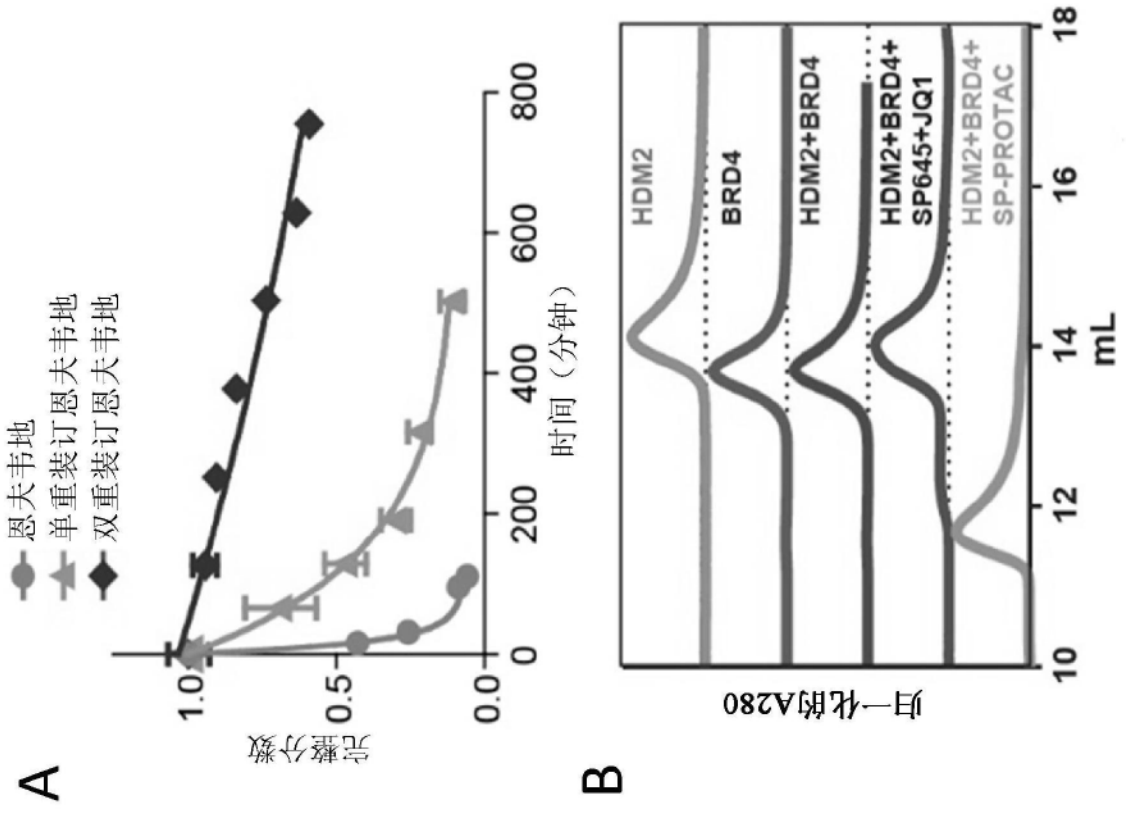 A
恩夫韦地
单重装订恩夫韦地
双重装订恩夫韦地
完整分数
1.0
0.5
0.0
0
200
400
600
800
时间（分钟）
B
归一化的A280
HDM2
BRD4
HDM2+BRD4
HDM2+BRD4+
SP645+JQ1
HDM2+BRD4+
SP-PROTAC
10
12
14
16
18
mL